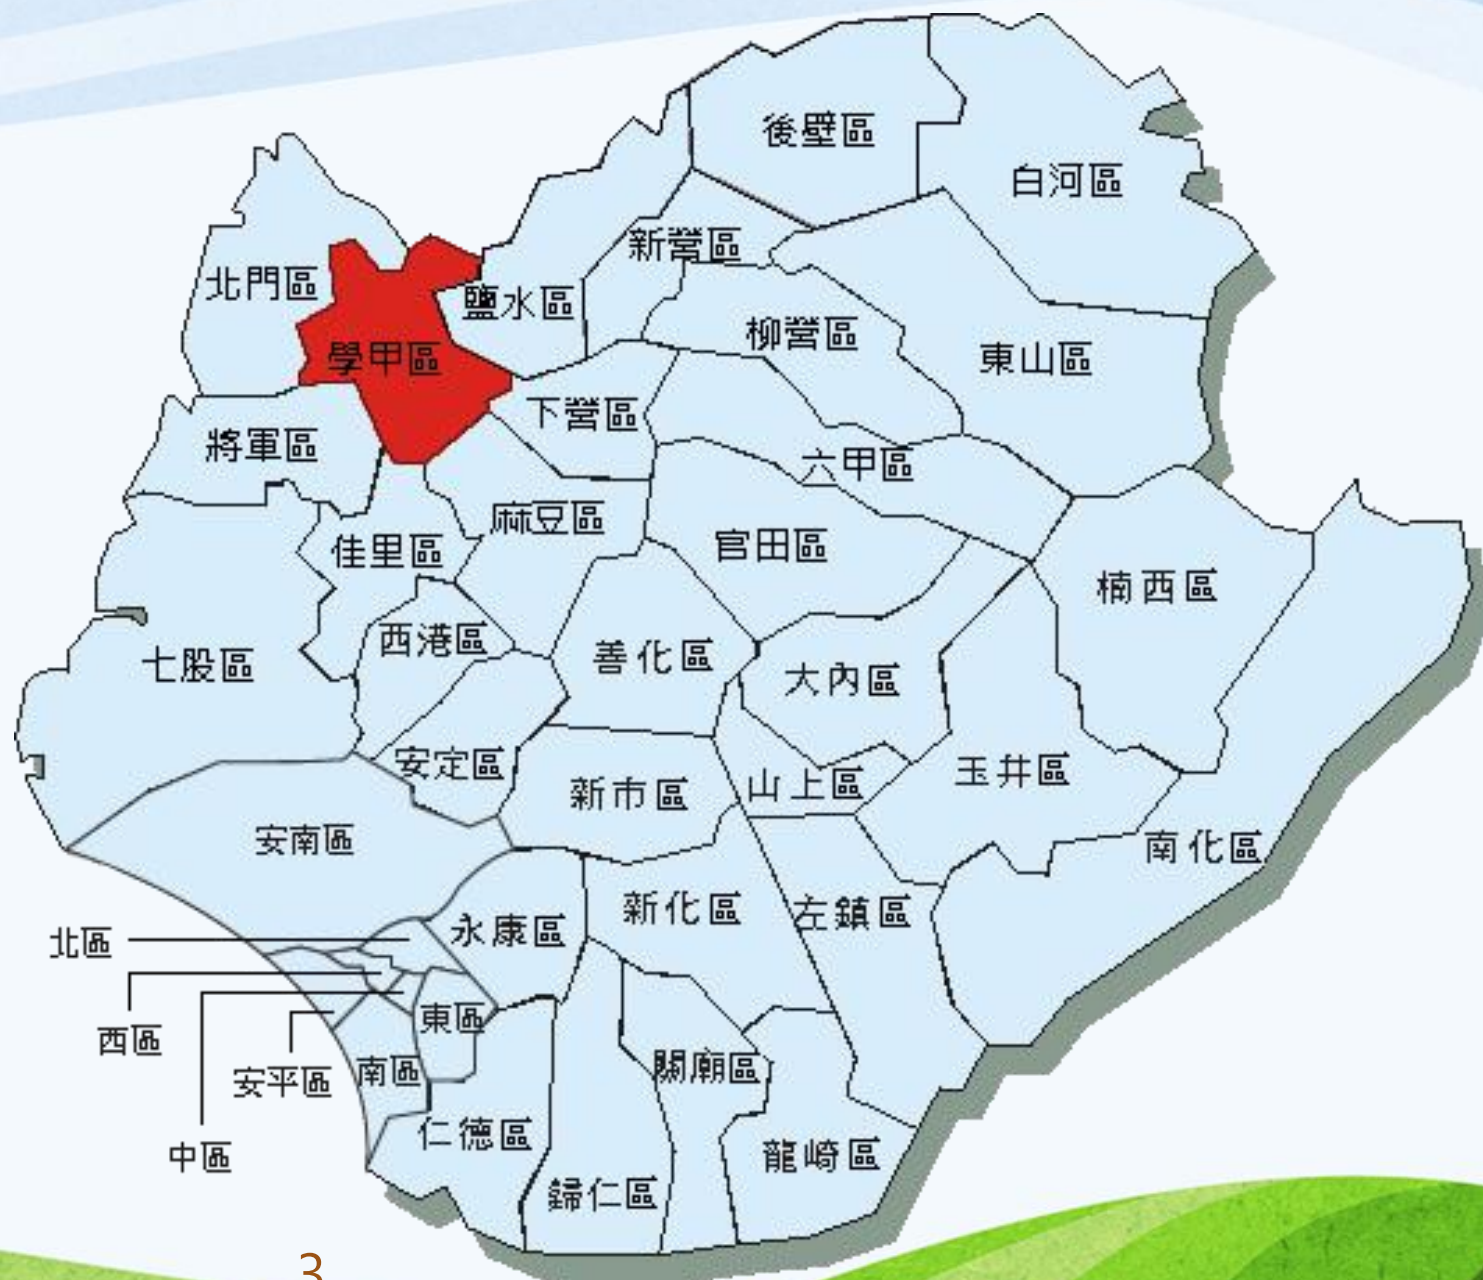 後壁區
白河區
新營區
北門區
鹽水區
柳營區
學甲區
東山區
下營區
將軍區
六甲區
麻豆區
佳里區
官田區
楠西區
西港區
善化區
七股區
大內區
安定區
山上區
玉井區
新市區
安南區
南化區
新化區
左鎮區
永康區
北區
東區
西區
關廟區
南區
安平區
仁德區
中區
龍崎區
歸仁區
3